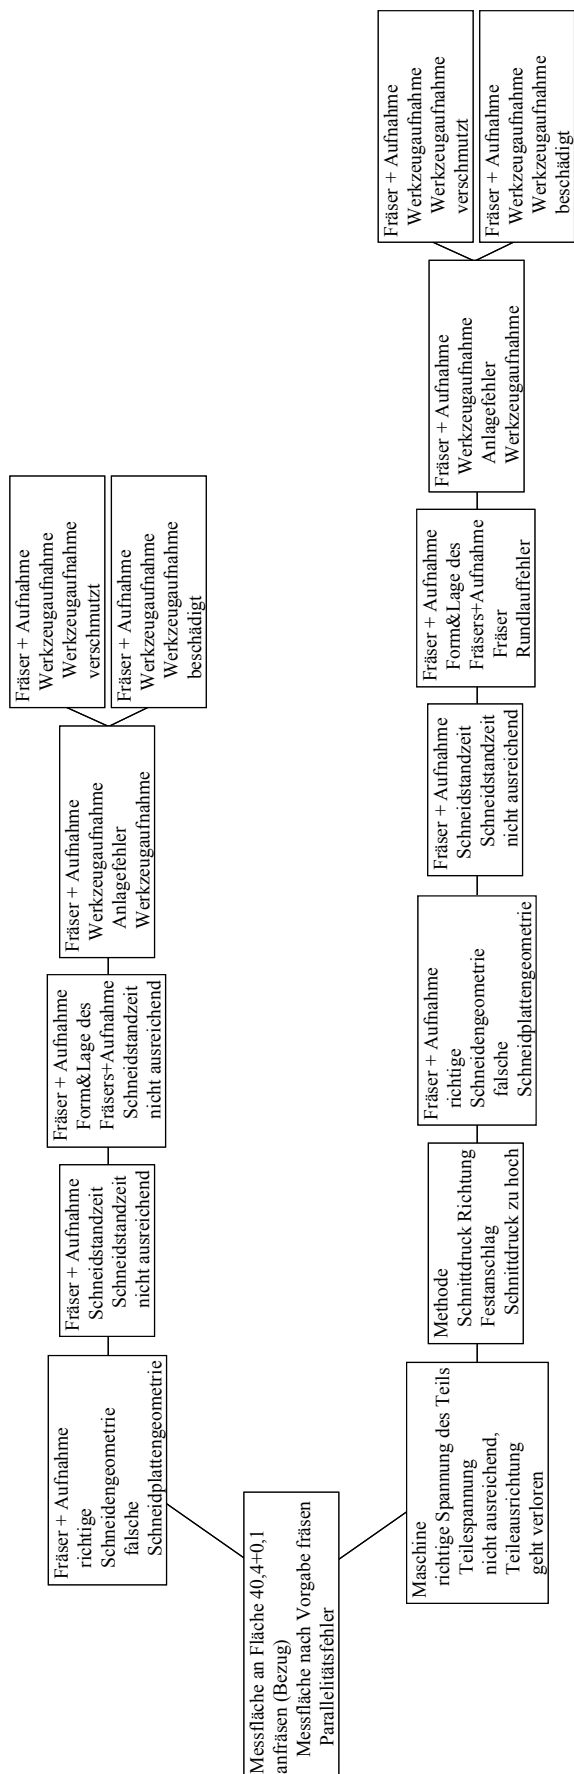 Messfläche an Fläche 40,4+0,1
anfräsen (Bezug)
Messfläche nach Vorgabe fräsen
Parallelitätsfehler
Fräser + Aufnahme
richtige
Schneidengeometrie
falsche
Schneidplattengeometrie
Fräser + Aufnahme
Schneidstandzeit
Schneidstandzeit
nicht ausreichend
Fräser + Aufnahme
Form&Lage des
Fräsers+Aufnahme
Schneidstandzeit
nicht ausreichend
Fräser + Aufnahme
Werkzeugaufnahme
Anlagefehler
Werkzeugaufnahme
Fräser + Aufnahme
Werkzeugaufnahme
Werkzeugaufnahme
verschmutzt
Fräser + Aufnahme
Werkzeugaufnahme
Werkzeugaufnahme
beschädigt
Maschine
richtige Spannung des Teils
Teilespannung
nicht ausreichend,
Teileausrichtung
geht verloren
Methode
Schnittdruck Richtung
Festanschlag
Schnittdruck zu hoch
Fräser + Aufnahme
richtige
Schneidengeometrie
falsche
Schneidplattengeometrie
Fräser + Aufnahme
Schneidstandzeit
Schneidstandzeit
nicht ausreichend
Fräser + Aufnahme
Form&Lage des
Fräsers+Aufnahme
Fräser
Rundlauffehler
Fräser + Aufnahme
Werkzeugaufnahme
Anlagefehler
Werkzeugaufnahme
Fräser + Aufnahme
Werkzeugaufnahme
Werkzeugaufnahme
verschmutzt
Fräser + Aufnahme
Werkzeugaufnahme
Werkzeugaufnahme
beschädigt